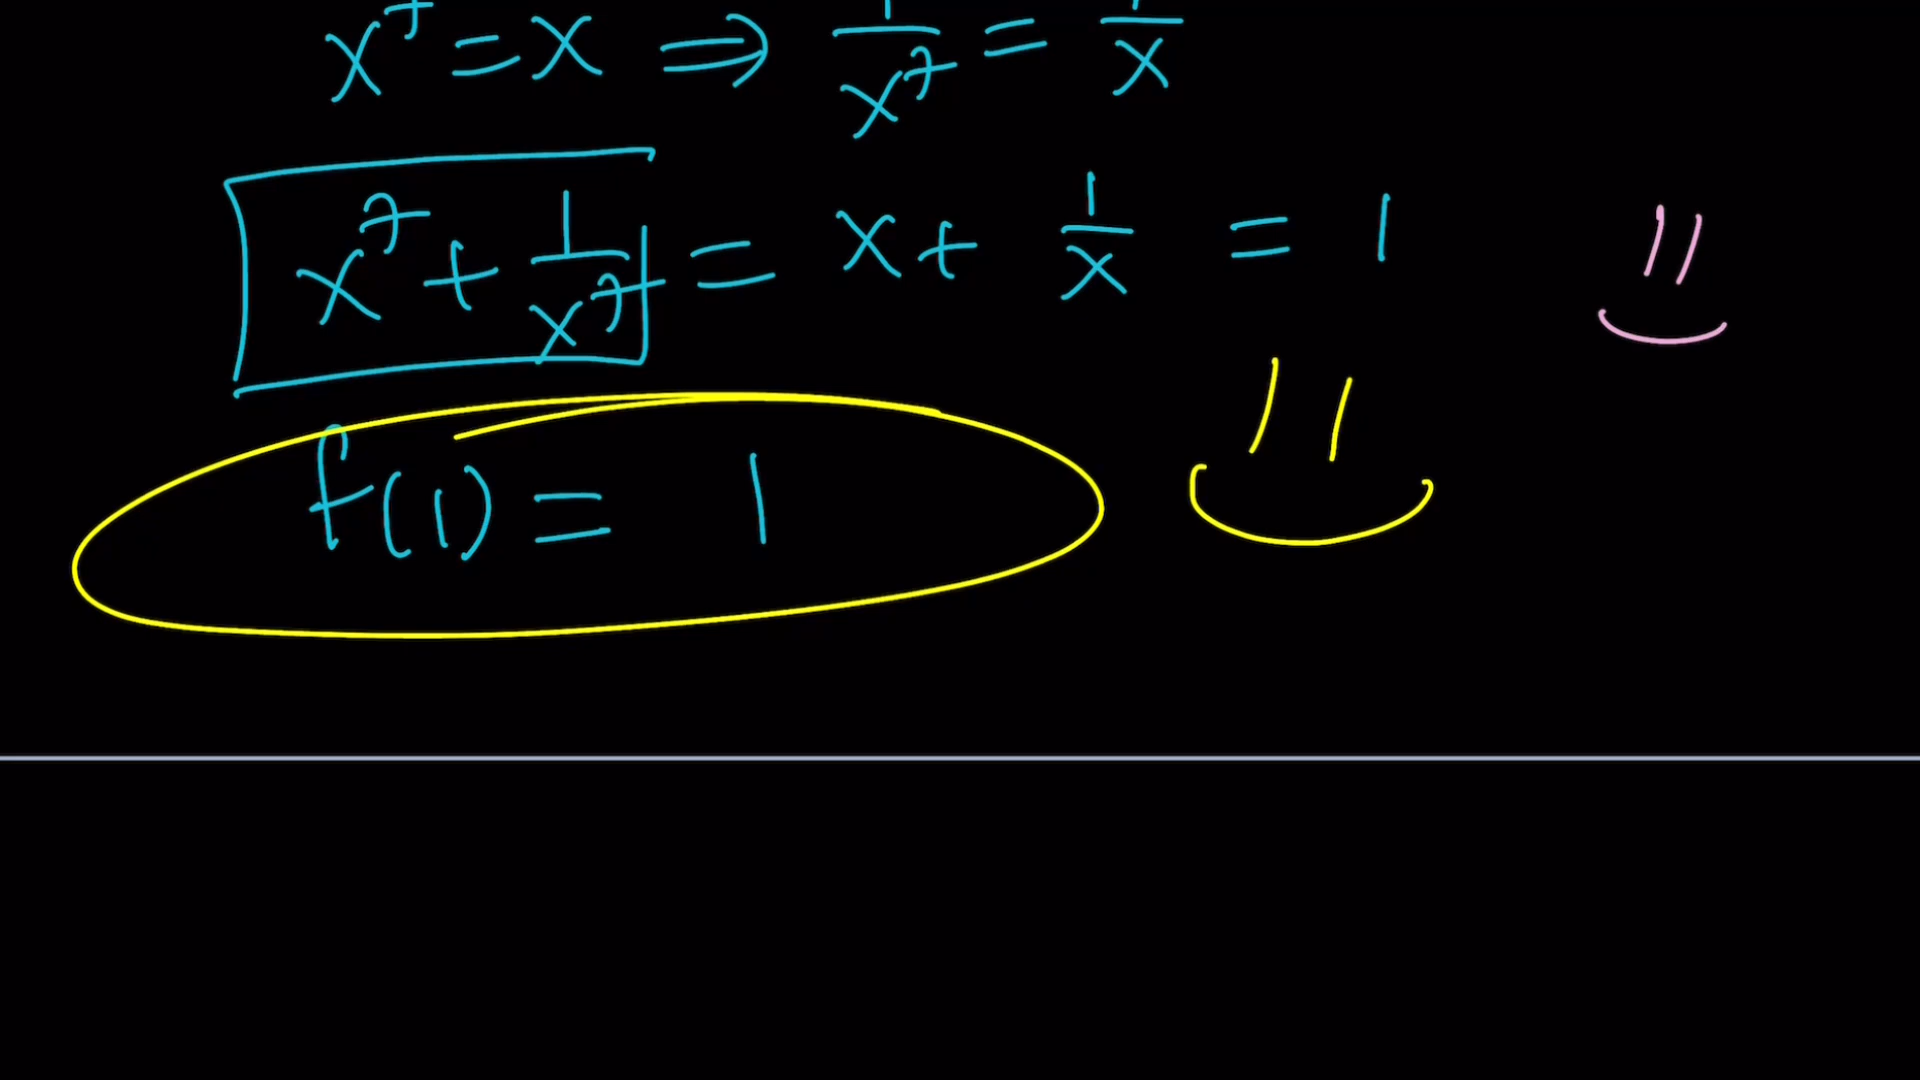 x⁷ = x ⇒ 1/x⁷ = 1/x
x⁷ + 1/x⁷ = x + 1/x = 1
f(1) = 1